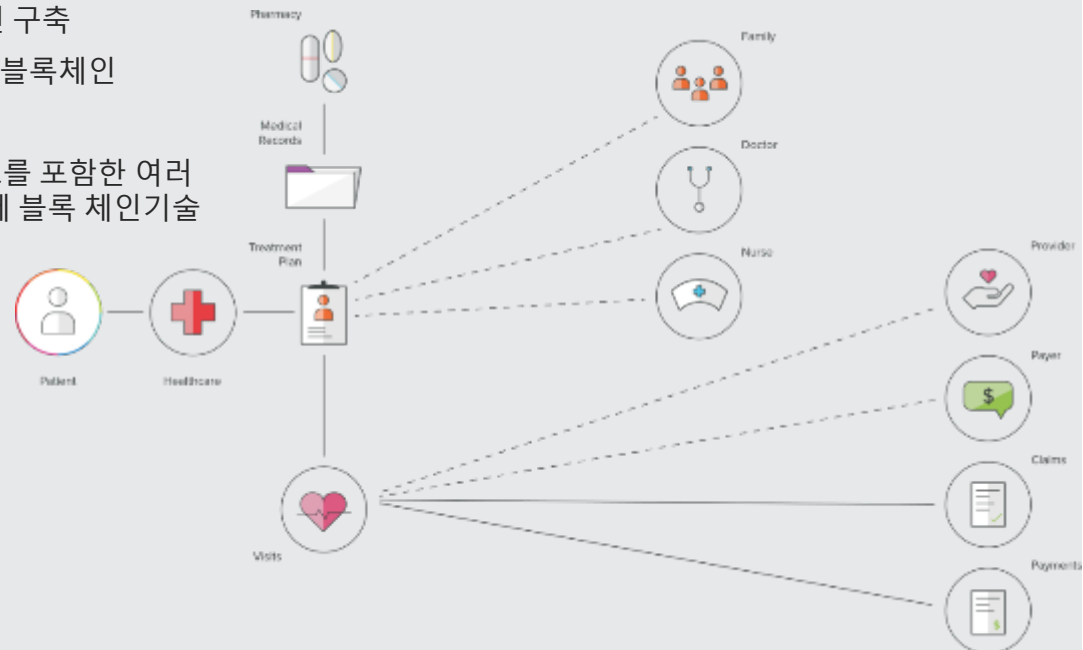 구축
블록체인
를 포함한 여러
블록 체인기술
Pharmacy
Medical
Records
Treatment
Plan
Patient
Healthcare
Visits
Family
Doctor
Nurse
Provider
Payer
$
Claims
Payments
$